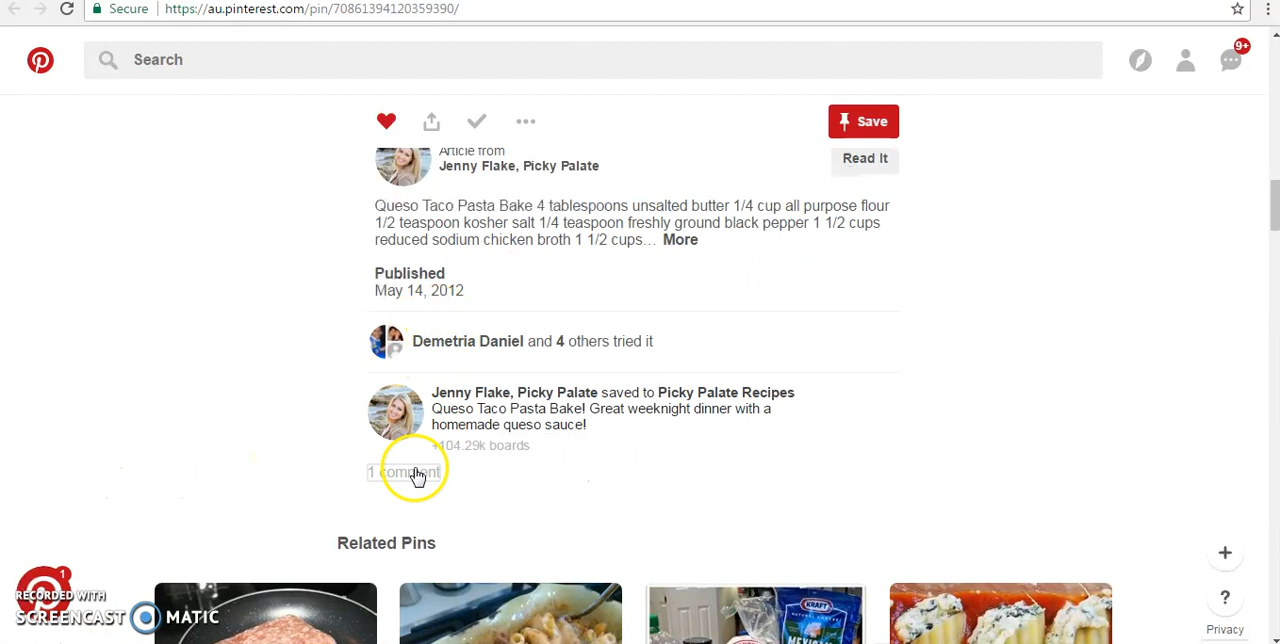 Secure https://au.pinterest.com/pin/70861394120359390/
Search
9+
Save
Article from
Jenny Flake, Picky Palate
Read It
Queso Taco Pasta Bake 4 tablespoons unsalted butter 1/4 cup all purpose flour
1/2 teaspoon kosher salt 1/4 teaspoon freshly ground black pepper 1 1/2 cups
reduced sodium chicken broth 1 1/2 cups… More
Published
May 14, 2012
Demetria Daniel and 4 others tried it
Jenny Flake, Picky Palate saved to Picky Palate Recipes
Queso Taco Pasta Bake! Great weeknight dinner with a
homemade queso sauce!
+104.29k boards
1 comment
Related Pins
+
1
?
RECORDED WITH
SCREENCAST MATIC
KRAFT
Privacy